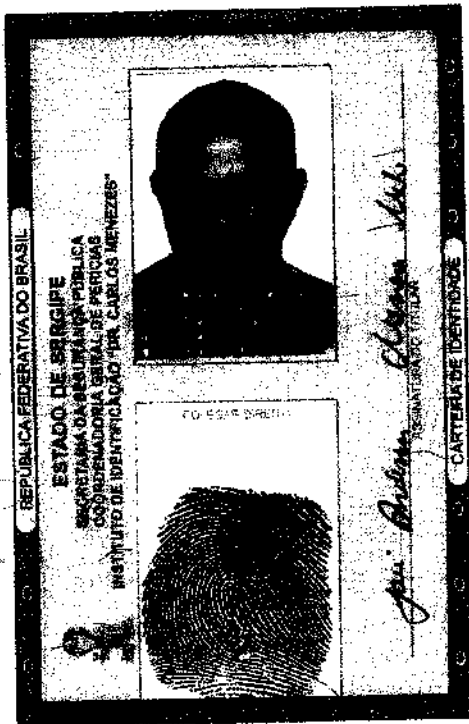 REPÚBLICA FEDERATIVA DO BRASIL
ESTADO DE SERGIPE
SECRETARIA DA SEGURANÇA PÚBLICA
COORDENADORIA GERAL DE PERÍCIAS
INSTITUTO DE IDENTIFICAÇÃO "DR. CARLOS MENEZES"
POLEGAR DIREITO
ASSINATURA DO TITULAR
CARTEIRA DE IDENTIDADE